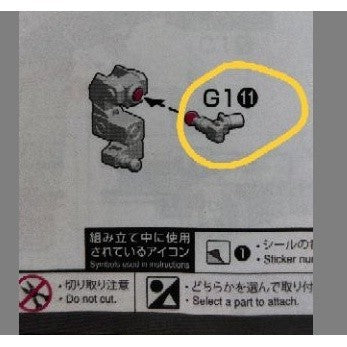 G1⓫
組み立て中に使用
されているアイコン
Symbols used in instructions
❶
・シールの
・Sticker
・切り取り注意
・Do not cut.
・どちらかを選んで取り付
・Select a part to attach.